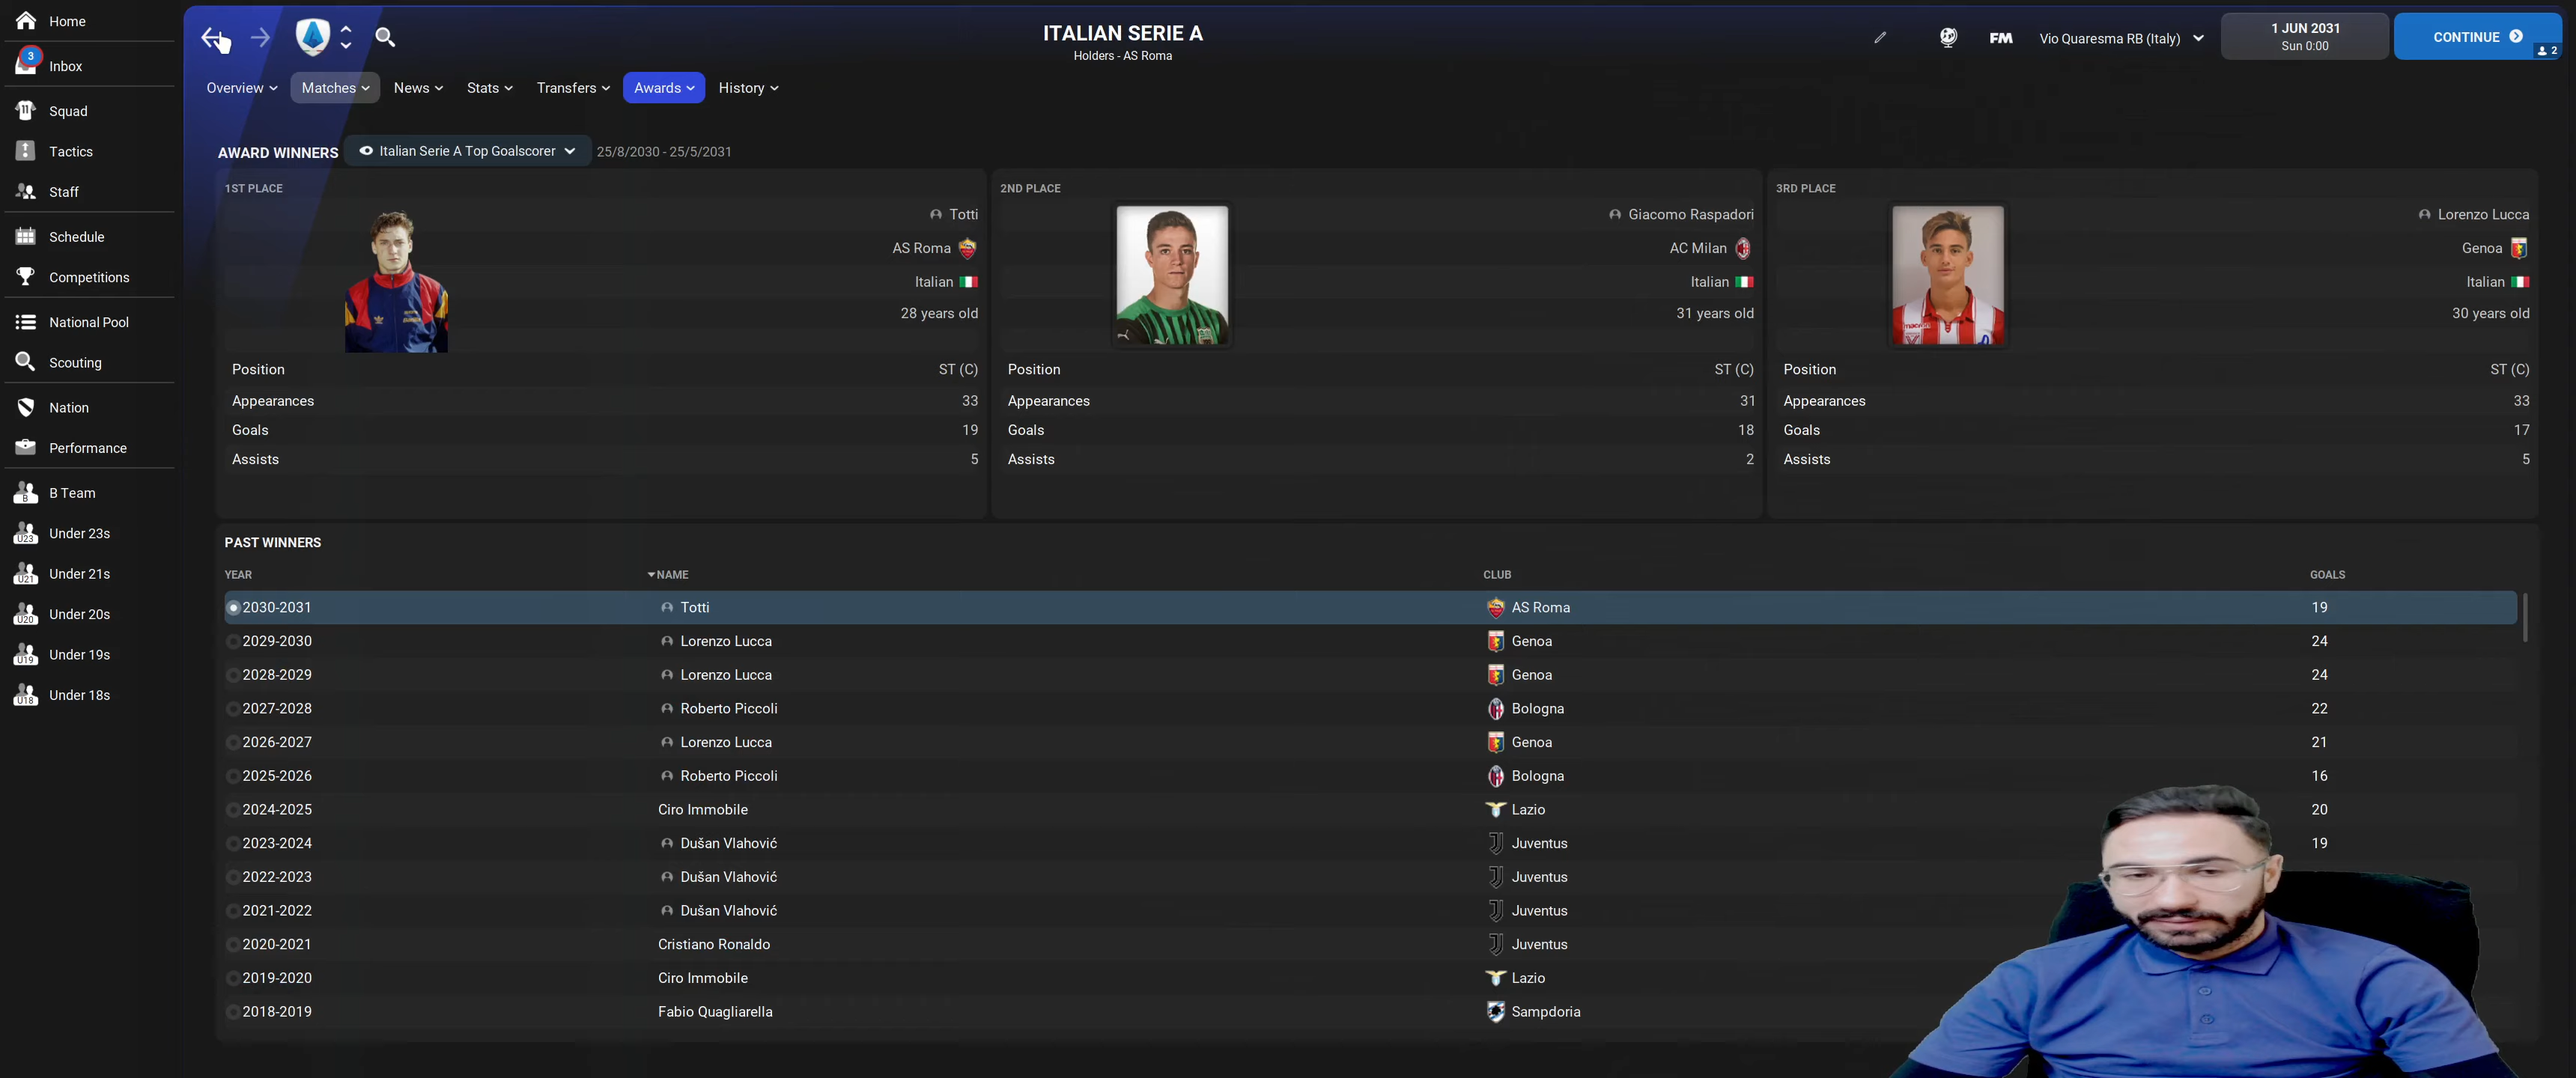 Home
3
Inbox
Squad
Tactics
Staff
Schedule
Competitions
National Pool
Scouting
Nation
Performance
B
B Team
U23
Under 23s
U21
Under 21s
U20
Under 20s
U19
Under 19s
U18
Under 18s
ITALIAN SERIE A
Holders - AS Roma
FM
Vio Quaresma RB (Italy)
1 JUN 2031
Sun 0:00
CONTINUE
2
Overview Matches News Stats Transfers Awards History
AWARD WINNERS Italian Serie A Top Goalscorer 25/8/2030 - 25/5/2031
1ST PLACE
Totti
AS Roma
Italian
28 years old
Position ST (C)
Appearances 33
Goals 19
Assists 5
2ND PLACE
Giacomo Raspadori
AC Milan
Italian
31 years old
Position ST (C)
Appearances 31
Goals 18
Assists 2
3RD PLACE
Lorenzo Lucca
Genoa
Italian
30 years old
Position ST (C)
Appearances 33
Goals 17
Assists 5
PAST WINNERS
YEAR NAME CLUB GOALS
2030-2031 Totti AS Roma 19
2029-2030 Lorenzo Lucca Genoa 24
2028-2029 Lorenzo Lucca Genoa 24
2027-2028 Roberto Piccoli Bologna 22
2026-2027 Lorenzo Lucca Genoa 21
2025-2026 Roberto Piccoli Bologna 16
2024-2025 Ciro Immobile Lazio 20
2023-2024 Dušan Vlahović Juventus 19
2022-2023 Dušan Vlahović Juventus
2021-2022 Dušan Vlahović Juventus
2020-2021 Cristiano Ronaldo Juventus
2019-2020 Ciro Immobile Lazio
2018-2019 Fabio Quagliarella Sampdoria